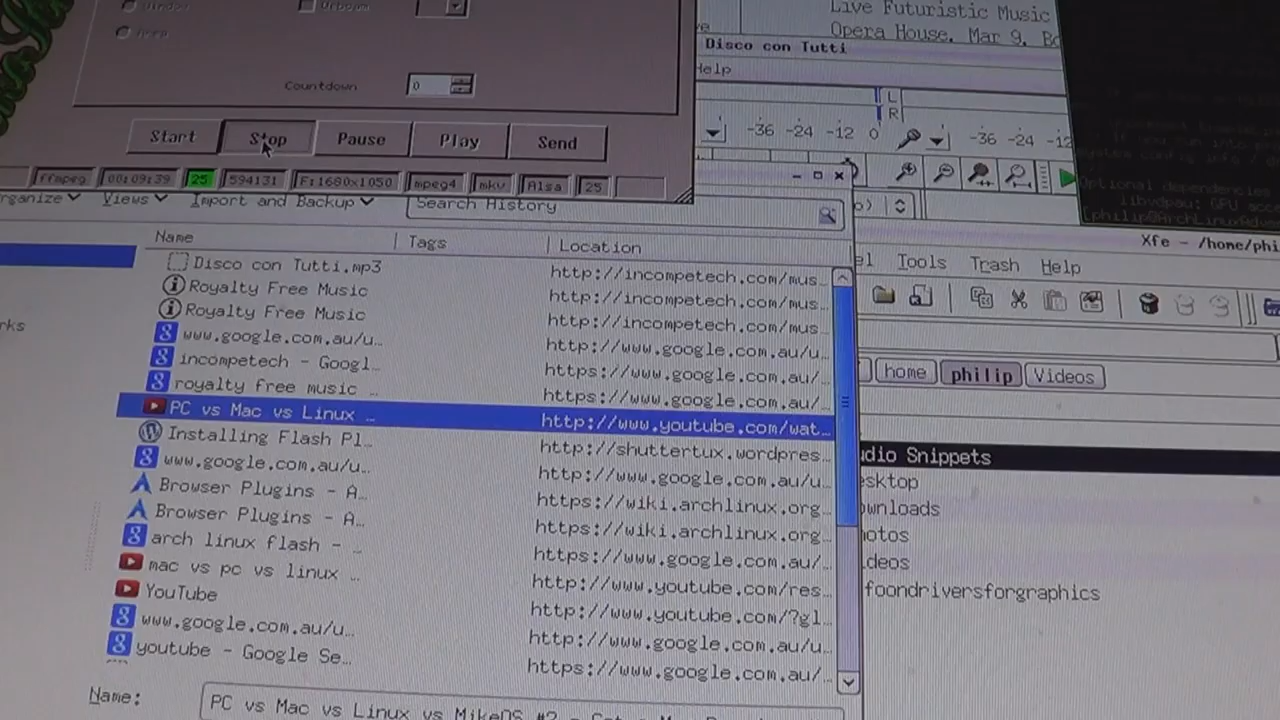 Live Futuristic Music
Opera House. Mar 9.
Disco con Tutti
Help
Countdown
0
L
R
-36 -24 -12 0
-36 -24 -12
Start Stop Pause Play Send
ffmpeg 00:09:39 25 594131 F:1680x1050 mpeg4 mkv Alsa 25
Views Import and Backup Search History
Xfe - /home/phi
Tools Trash Help
Name Tags Location
Disco con Tutti.mp3 http://incompetech.com/mus…
Royalty Free Music http://incompetech.com/mus…
Royalty Free Music http://incompetech.com/mus…
www.google.com.au/u… http://www.google.com.au/u…
incompetech - Googl… https://www.google.com.au/…
royalty free music … https://www.google.com.au/…
PC vs Mac vs Linux … http://www.youtube.com/wat…
Installing Flash Pl… http://shuttertux.wordpres…
www.google.com.au/u… http://www.google.com.au/u…
Browser Plugins - A… https://wiki.archlinux.org…
Browser Plugins - A… https://wiki.archlinux.org…
arch linux flash - … https://www.google.com.au/…
mac vs pc vs linux … http://www.youtube.com/res…
YouTube http://www.youtube.com/?gl…
www.google.com.au/u… http://www.google.com.au/u…
youtube - Google Se… https://www.google.com.au/…
home philip Videos
udio Snippets
esktop
ownloads
otos
deos
foondriversforgraphics
Name: PC vs Mac vs Linux vs MikeOS #2